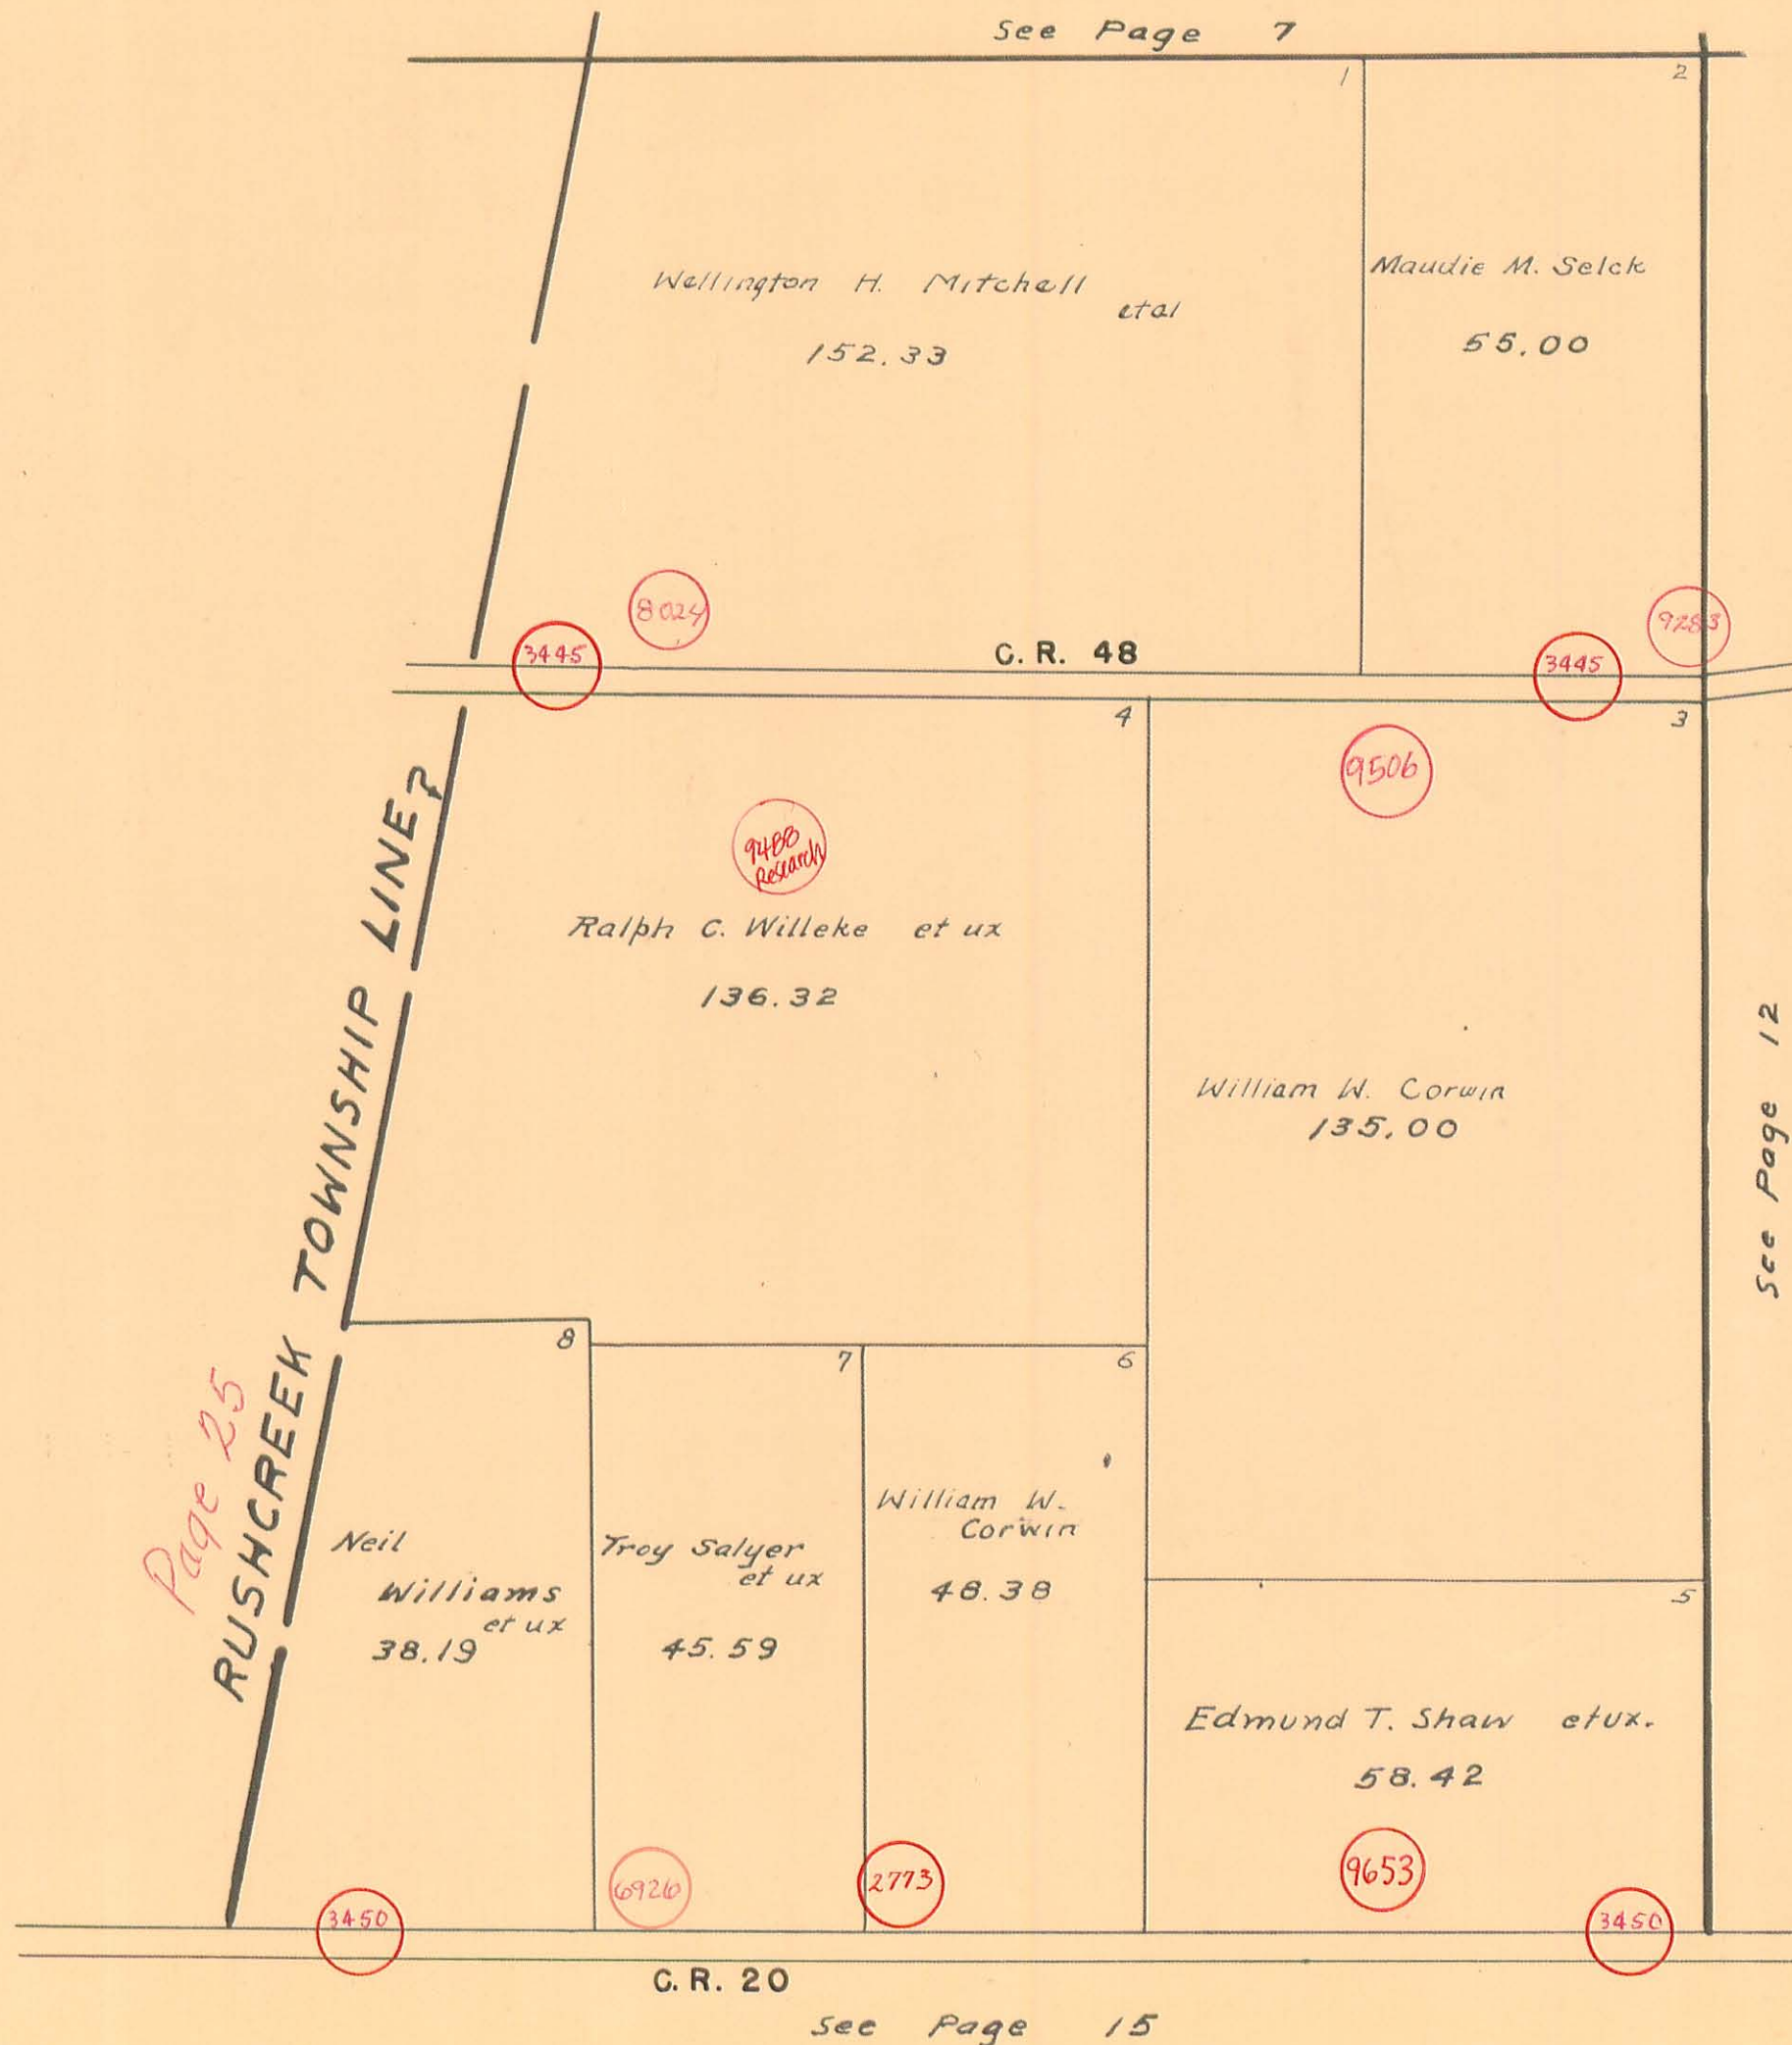 See Page 7
1
2
Wellington H. Mitchell
etal
152.33
Maudie M. Selck
55.00
8024
9283
3445
C. R. 48
3445
4
3
9506
9488
Research
Ralph C. Willeke et ux
136.32
William W. Corwin
135.00
See Page 12
RUSHCREEK TOWNSHIP LINE?
Page 25
8
7
6
Neil
Williams
et ux
38.19
Troy Salyer
et ux
45.59
William W.
Corwin
48.38
5
Edmund T. Shaw etux.
58.42
3450
6926
2773
9653
3450
C. R. 20
See Page 15